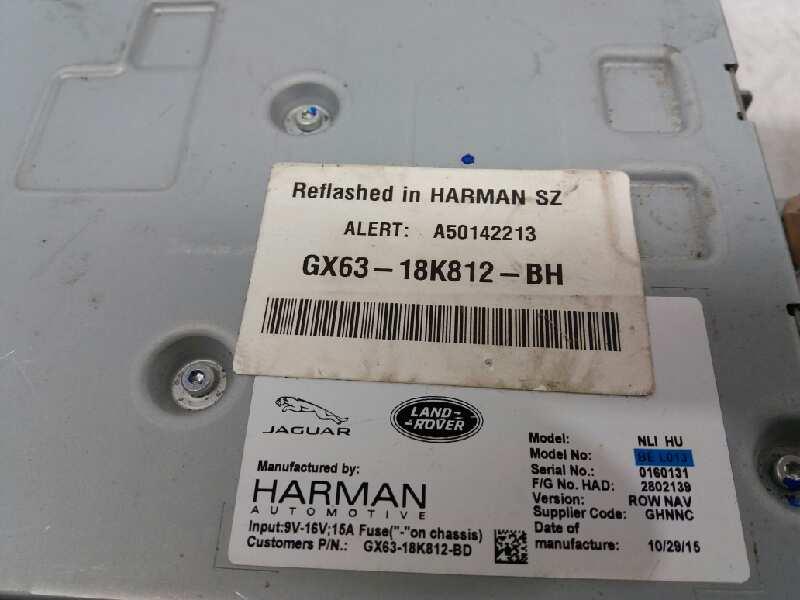 Reflashed in HARMAN SZ
ALERT: A50142213
GX63-18K812-BH
JAGUAR
LAND-
ROVER
Manufactured by:
HARMAN
AUTOMOTIVE
Input:9V-16V;15A Fuse("-"on chassis)
Customers P/N.: GX63-18K812-BD
Model: NLI HU
Model No: BE L013
Serial No.: 0160131
F/G No. HAD: 2802139
Version: ROW NAV
Supplier Code: GHNNC
Date of
manufacture: 10/29/15